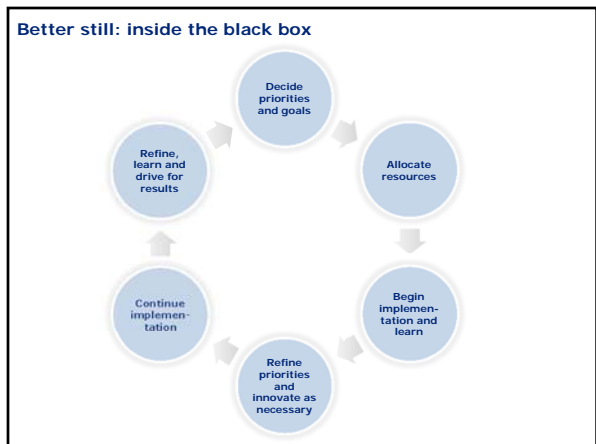 Better still: inside the black box
Decide
priorities
and goals
Allocate
resources
Begin
implemen-
tation and
learn
Refine
priorities
and
innovate as
necessary
Continue
implemen-
tation
Refine,
learn and
drive for
results